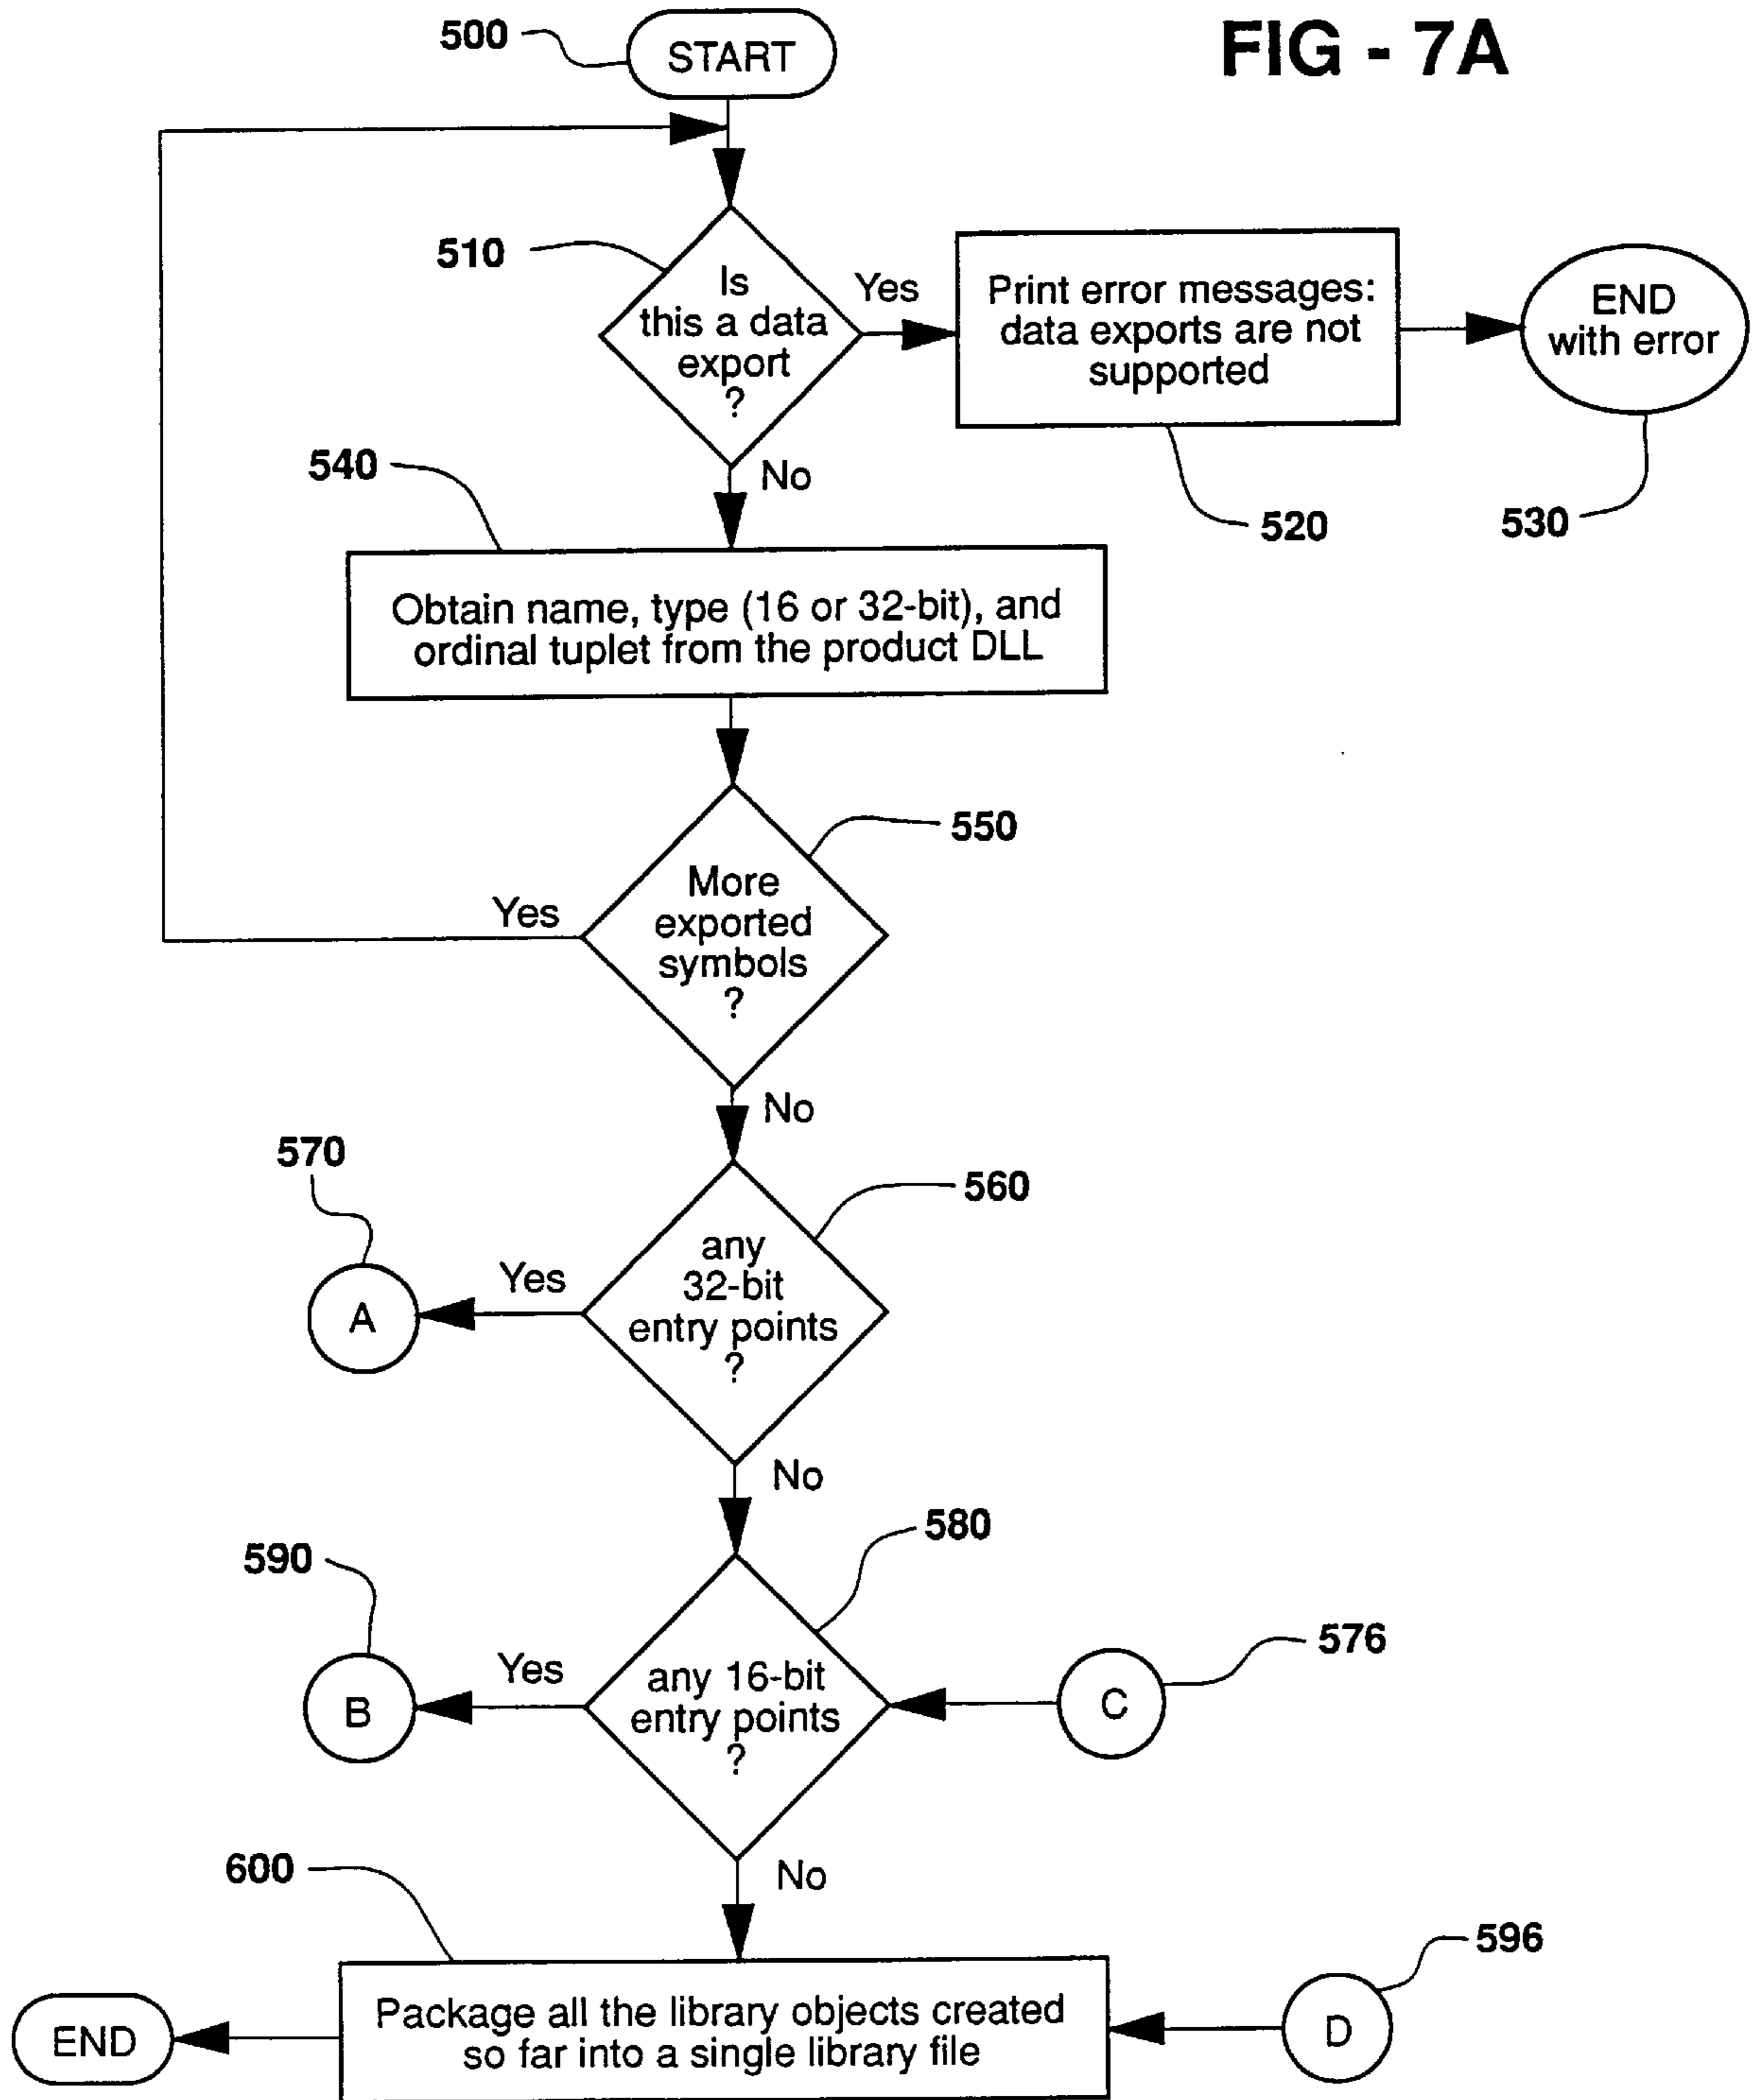 FIG - 7A
500
START
510
Is
this a data
export
?
Yes
Print error messages:
data exports are not
supported
END
with error
520
530
No
540
Obtain name, type (16 or 32-bit), and
ordinal tuplet from the product DLL
550
More
exported
symbols
?
Yes
No
560
570
any
32-bit
entry points
?
Yes
A
No
580
590
any 16-bit
entry points
?
Yes
B
576
C
No
600
Package all the library objects created
so far into a single library file
596
D
END